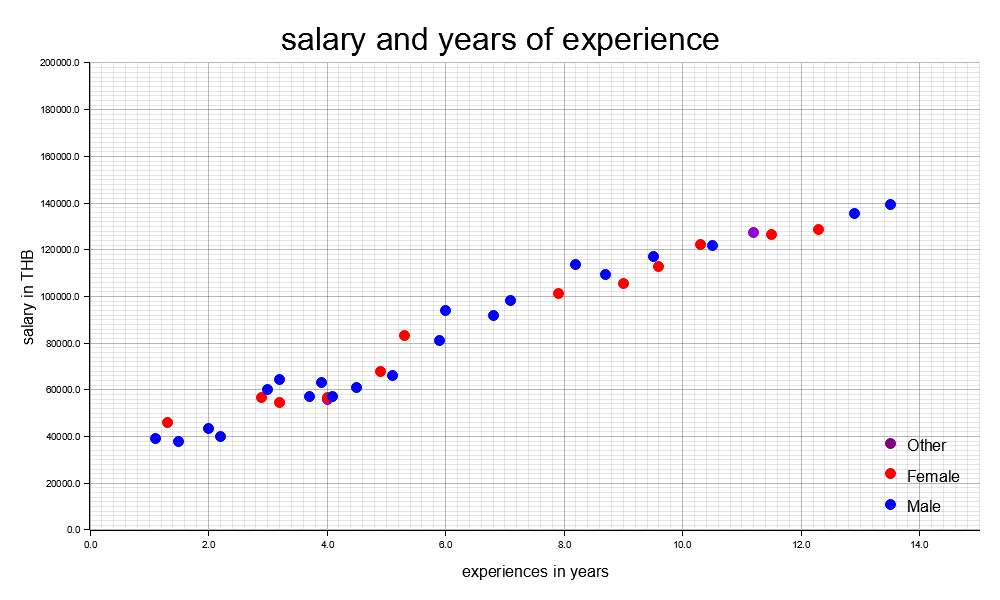 salary and years of experience
200000.0
180000.0
160000.0
140000.0
120000.0
100000.0
80000.0
60000.0
40000.0
20000.0
0.0
salary in THB
Other
Female
Male
0.0 2.0 4.0 6.0 8.0 10.0 12.0 14.0
experiences in years